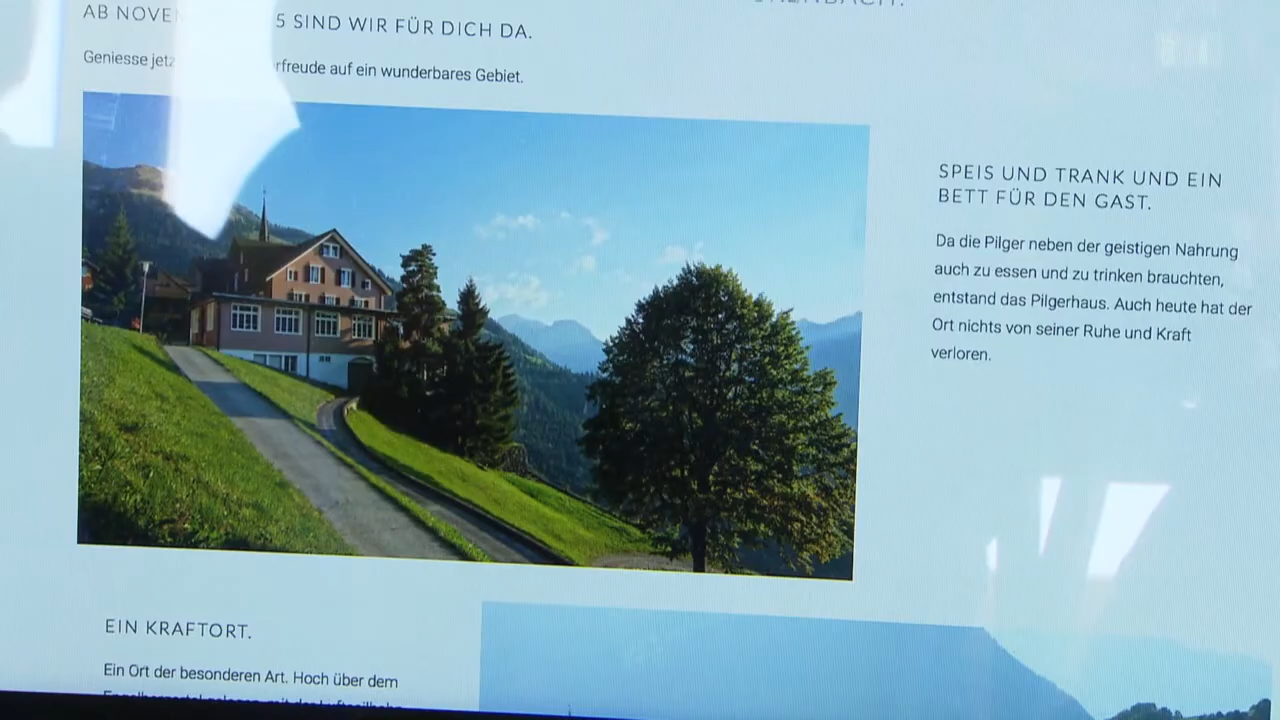 AB NOVE 5 SIND WIR FÜR DICH DA.
Geniesse jetz rfreude auf ein wunderbares Gebiet.
SPEIS UND TRANK UND EIN
BETT FÜR DEN GAST.
Da die Pilger neben der geistigen Nahrung
auch zu essen und zu trinken brauchten,
entstand das Pilgerhaus. Auch heute hat der
Ort nichts von seiner Ruhe und Kraft
verloren.
EIN KRAFTORT.
Ein Ort der besonderen Art. Hoch über dem